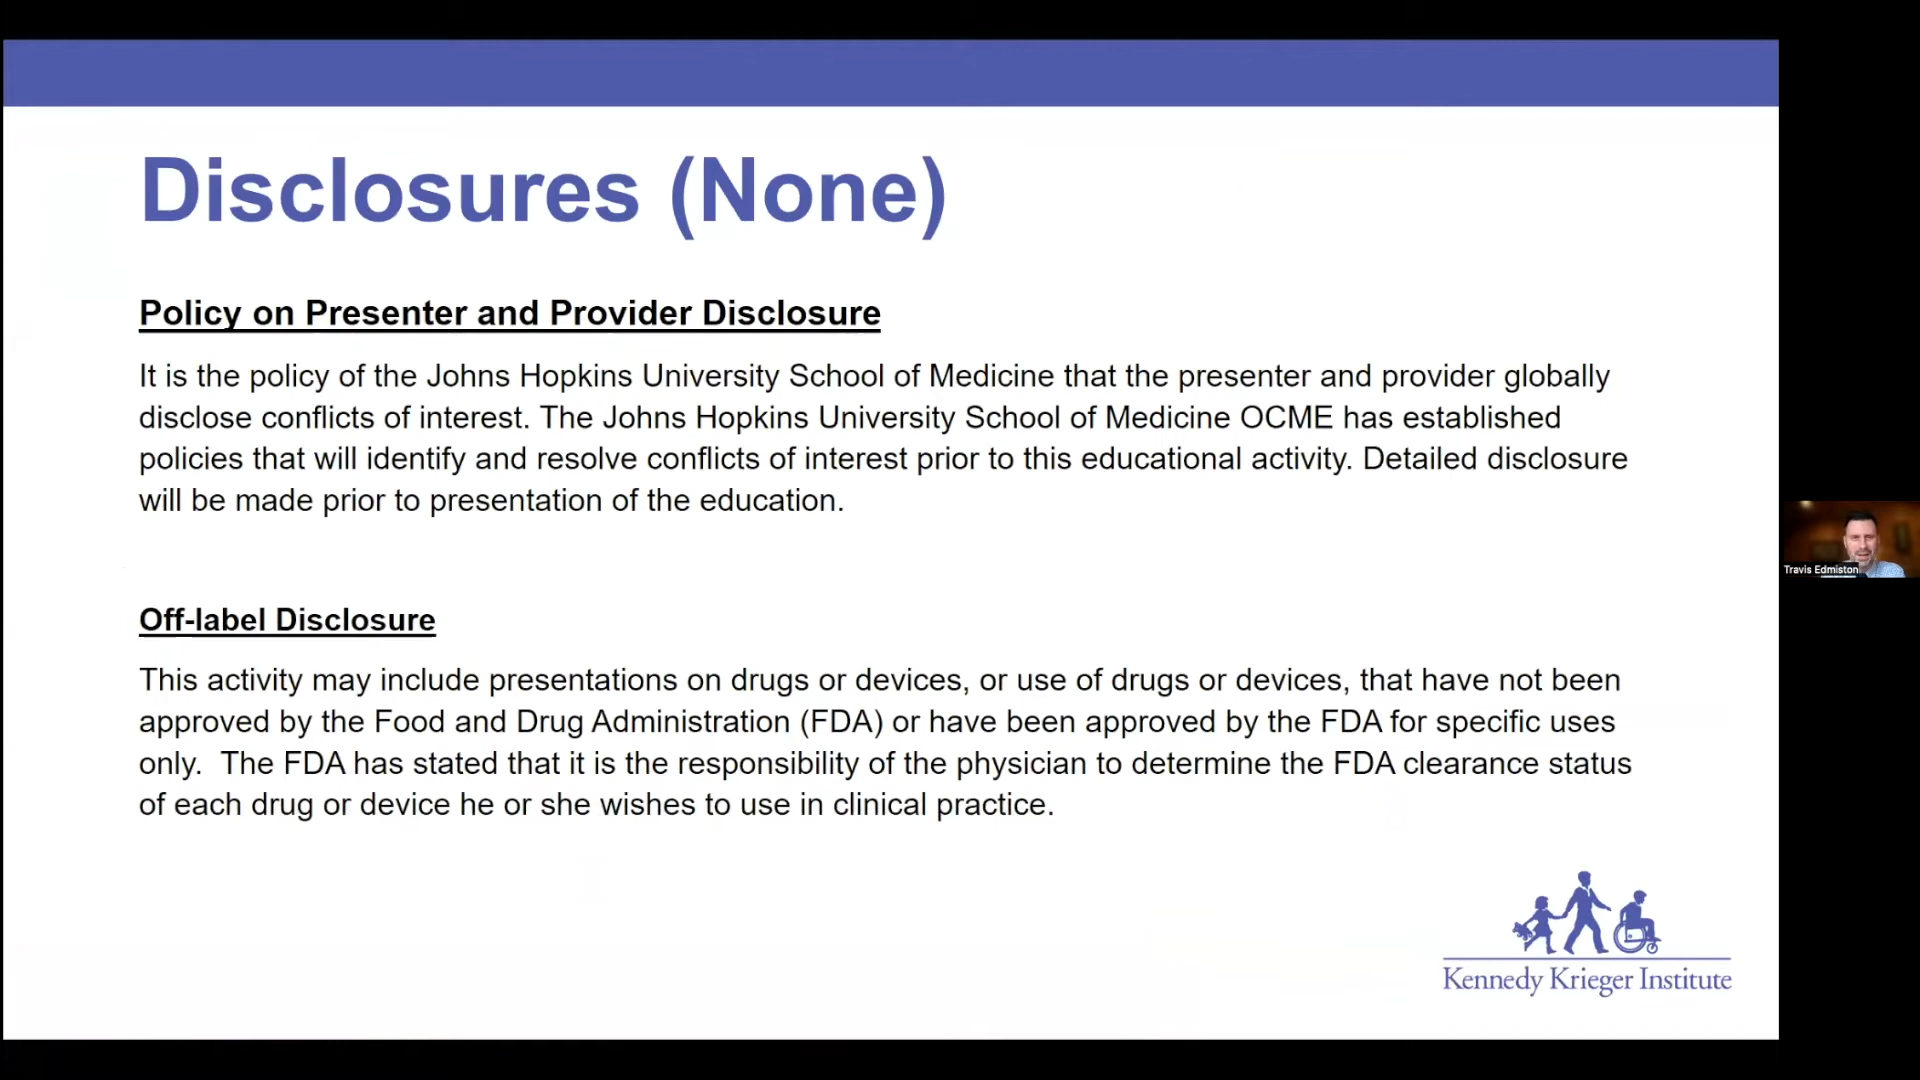 Disclosures (None)
Policy on Presenter and Provider Disclosure
It is the policy of the Johns Hopkins University School of Medicine that the presenter and provider globally
disclose conflicts of interest. The Johns Hopkins University School of Medicine OCME has established
policies that will identify and resolve conflicts of interest prior to this educational activity. Detailed disclosure
will be made prior to presentation of the education.
Off-label Disclosure
This activity may include presentations on drugs or devices, or use of drugs or devices, that have not been
approved by the Food and Drug Administration (FDA) or have been approved by the FDA for specific uses
only.  The FDA has stated that it is the responsibility of the physician to determine the FDA clearance status
of each drug or device he or she wishes to use in clinical practice.
Kennedy Krieger Institute
Travis Edmiston